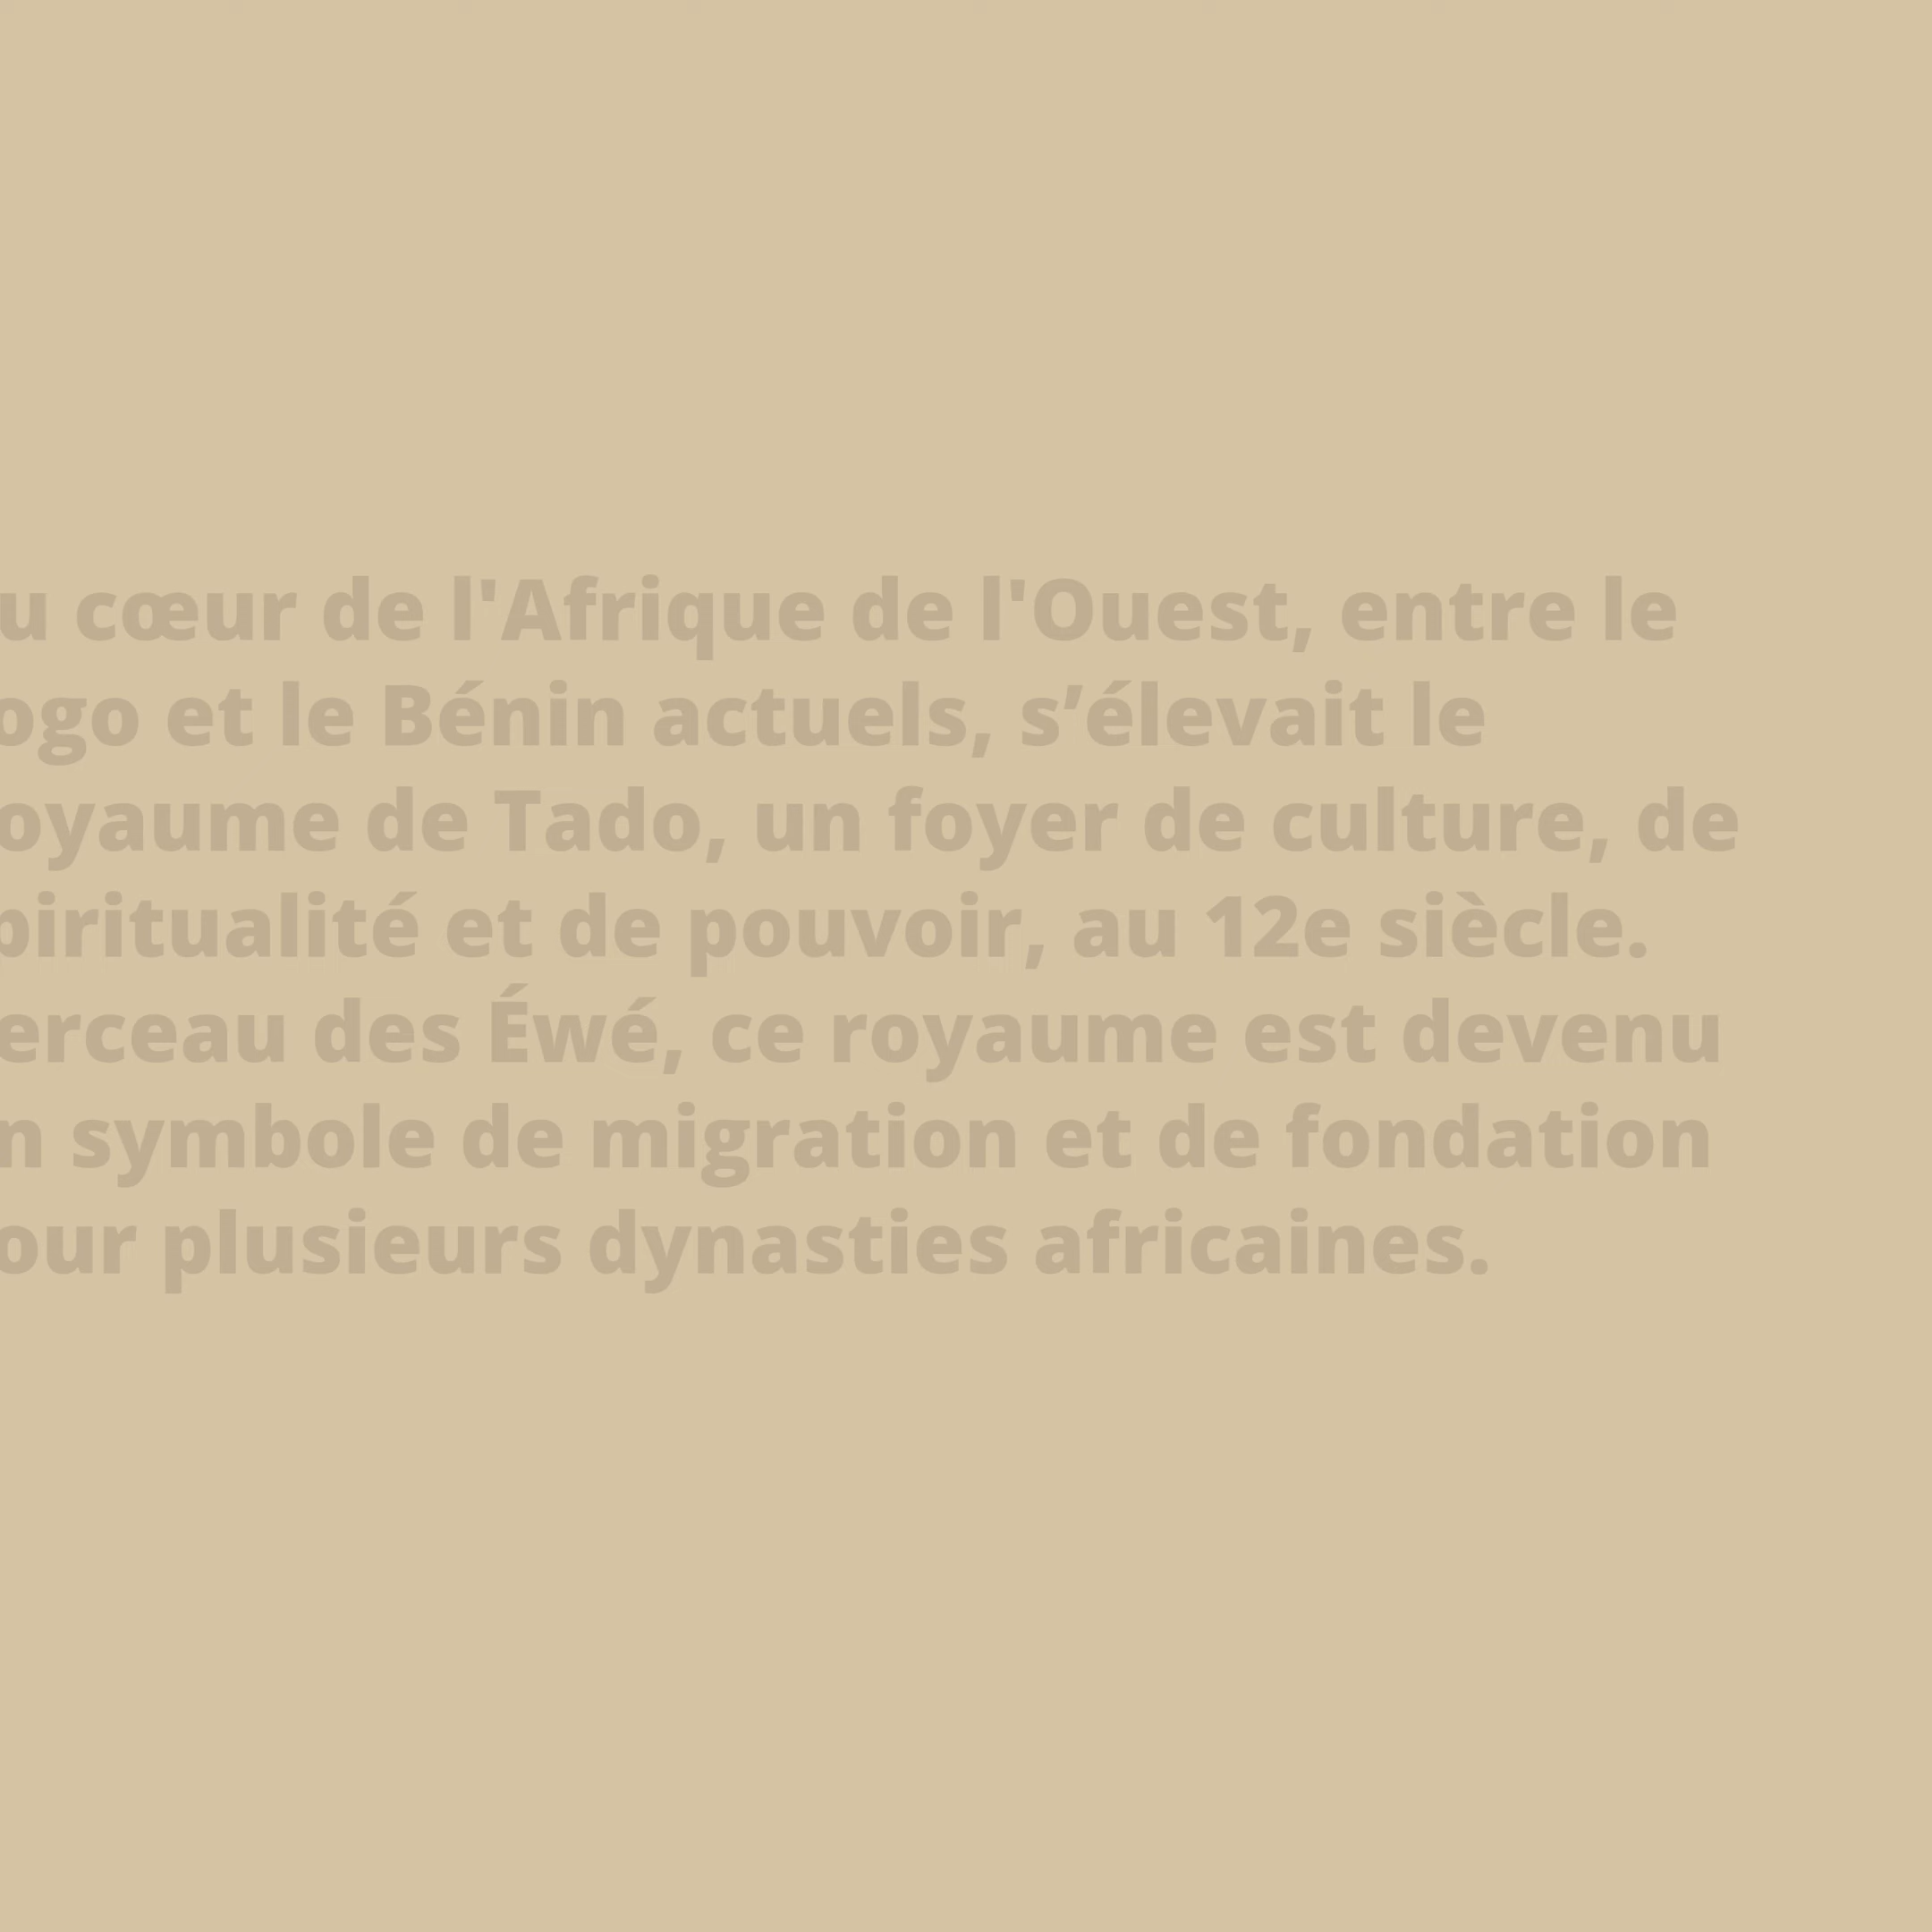 u cœur de l'Afrique de l'Ouest, entre le
ogo et le Bénin actuels, s’élevait le
oyaume de Tado, un foyer de culture, de
piritualité et de pouvoir, au 12e siècle.
erceau des Éwé, ce royaume est devenu
n symbole de migration et de fondation
our plusieurs dynasties africaines.